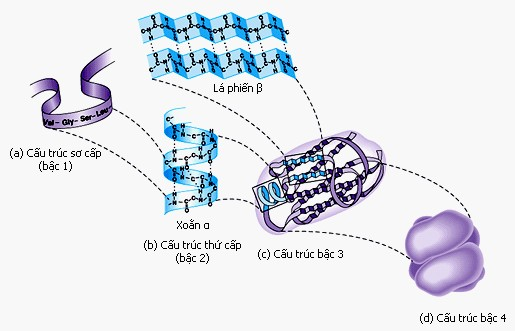 Lá phiến β
Val - Gly - Ser - Leu
(a) Cấu trúc sơ cấp
(bậc 1)
Xoắn α
(b) Cấu trúc thứ cấp
(bậc 2)
(c) Cấu trúc bậc 3
(d) Cấu trúc bậc 4